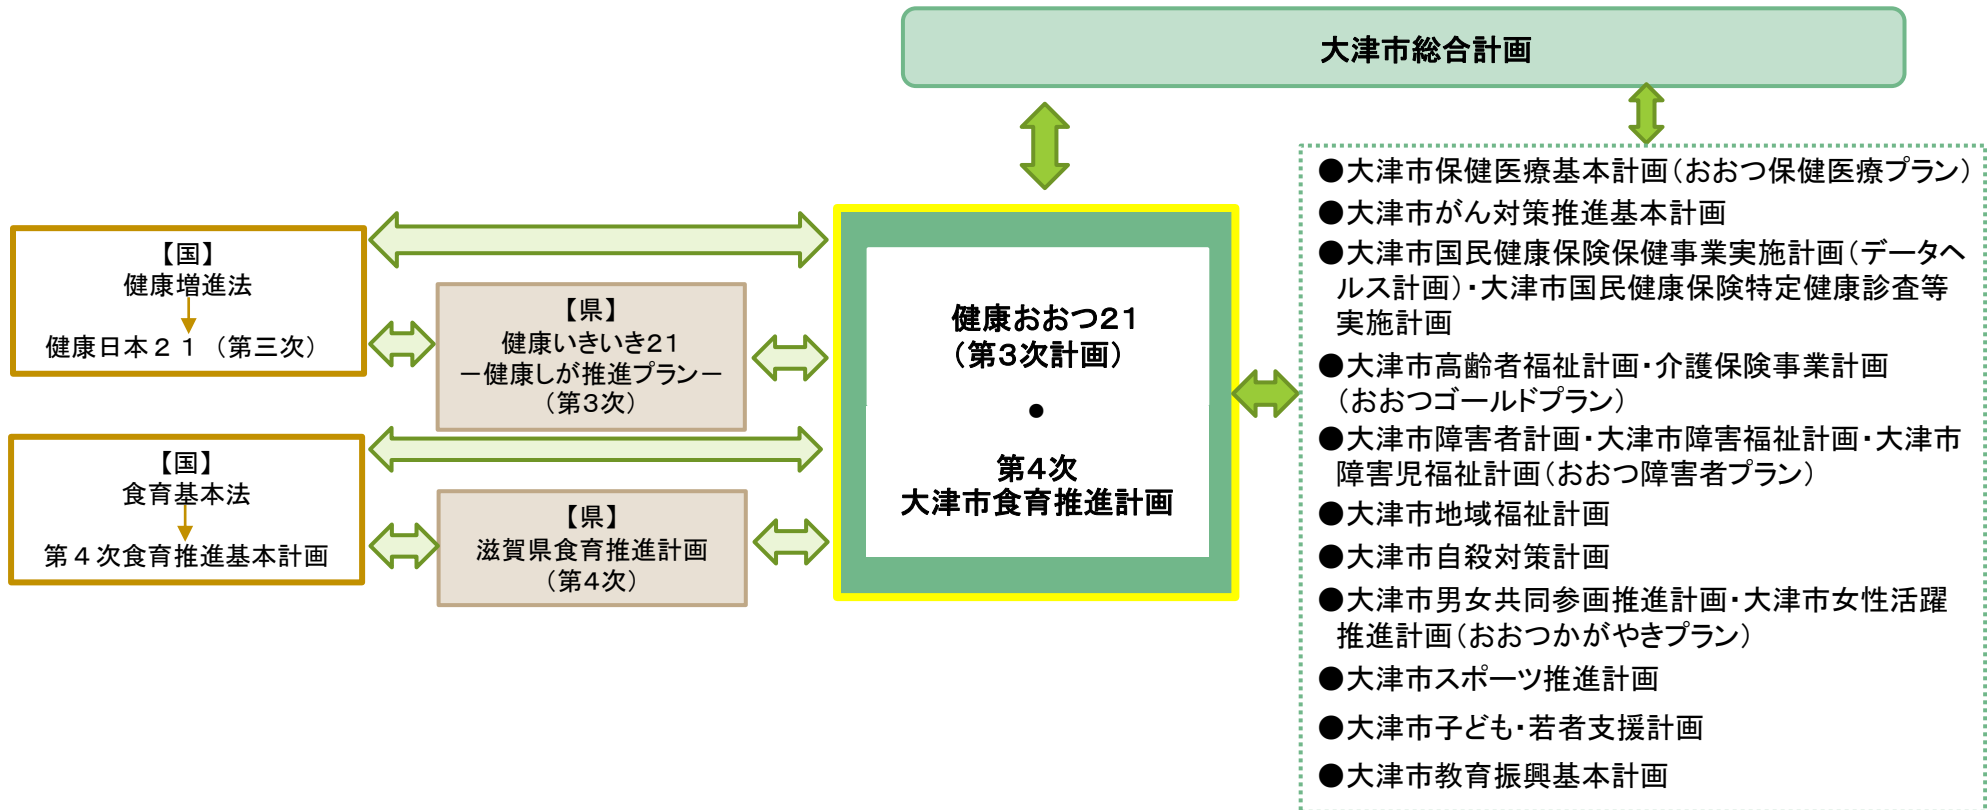 大津市総合計画
【国】
健康増進法
健康日本２１（第三次）
【県】
健康いきいき21
－健康しが推進プラン－
（第3次）
【国】
食育基本法
第４次食育推進基本計画
【県】
滋賀県食育推進計画
（第4次）
健康おおつ21
（第3次計画）
・
第4次
大津市食育推進計画
●大津市保健医療基本計画（おおつ保健医療プラン）
●大津市がん対策推進基本計画
●大津市国民健康保険保健事業実施計画（データヘ
ルス計画）・大津市国民健康保険特定健康診査等
実施計画
●大津市高齢者福祉計画・介護保険事業計画
（おおつゴールドプラン）
●大津市障害者計画・大津市障害福祉計画・大津市
障害児福祉計画（おおつ障害者プラン）
●大津市地域福祉計画
●大津市自殺対策計画
●大津市男女共同参画推進計画・大津市女性活躍
推進計画（おおつかがやきプラン）
●大津市スポーツ推進計画
●大津市子ども・若者支援計画
●大津市教育振興基本計画